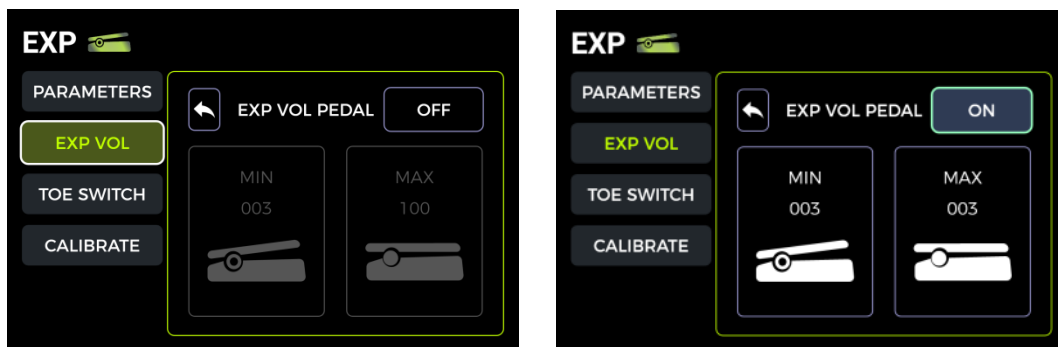 EXP
PARAMETERS
EXP VOL
TOE SWITCH
CALIBRATE
EXP VOL PEDAL OFF
MIN
003
MAX
100
EXP
PARAMETERS
EXP VOL
TOE SWITCH
CALIBRATE
EXP VOL PEDAL ON
MIN
003
MAX
003